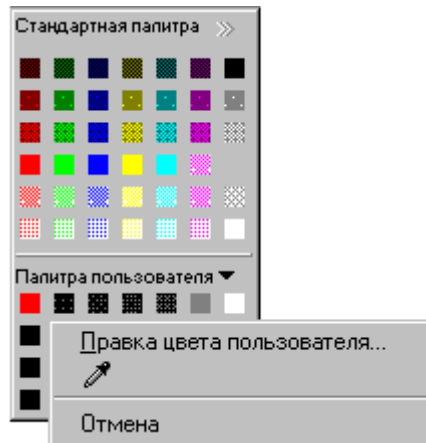 Стандартная палитра
Палитра пользователя
Правка цвета пользователя...
Отмена